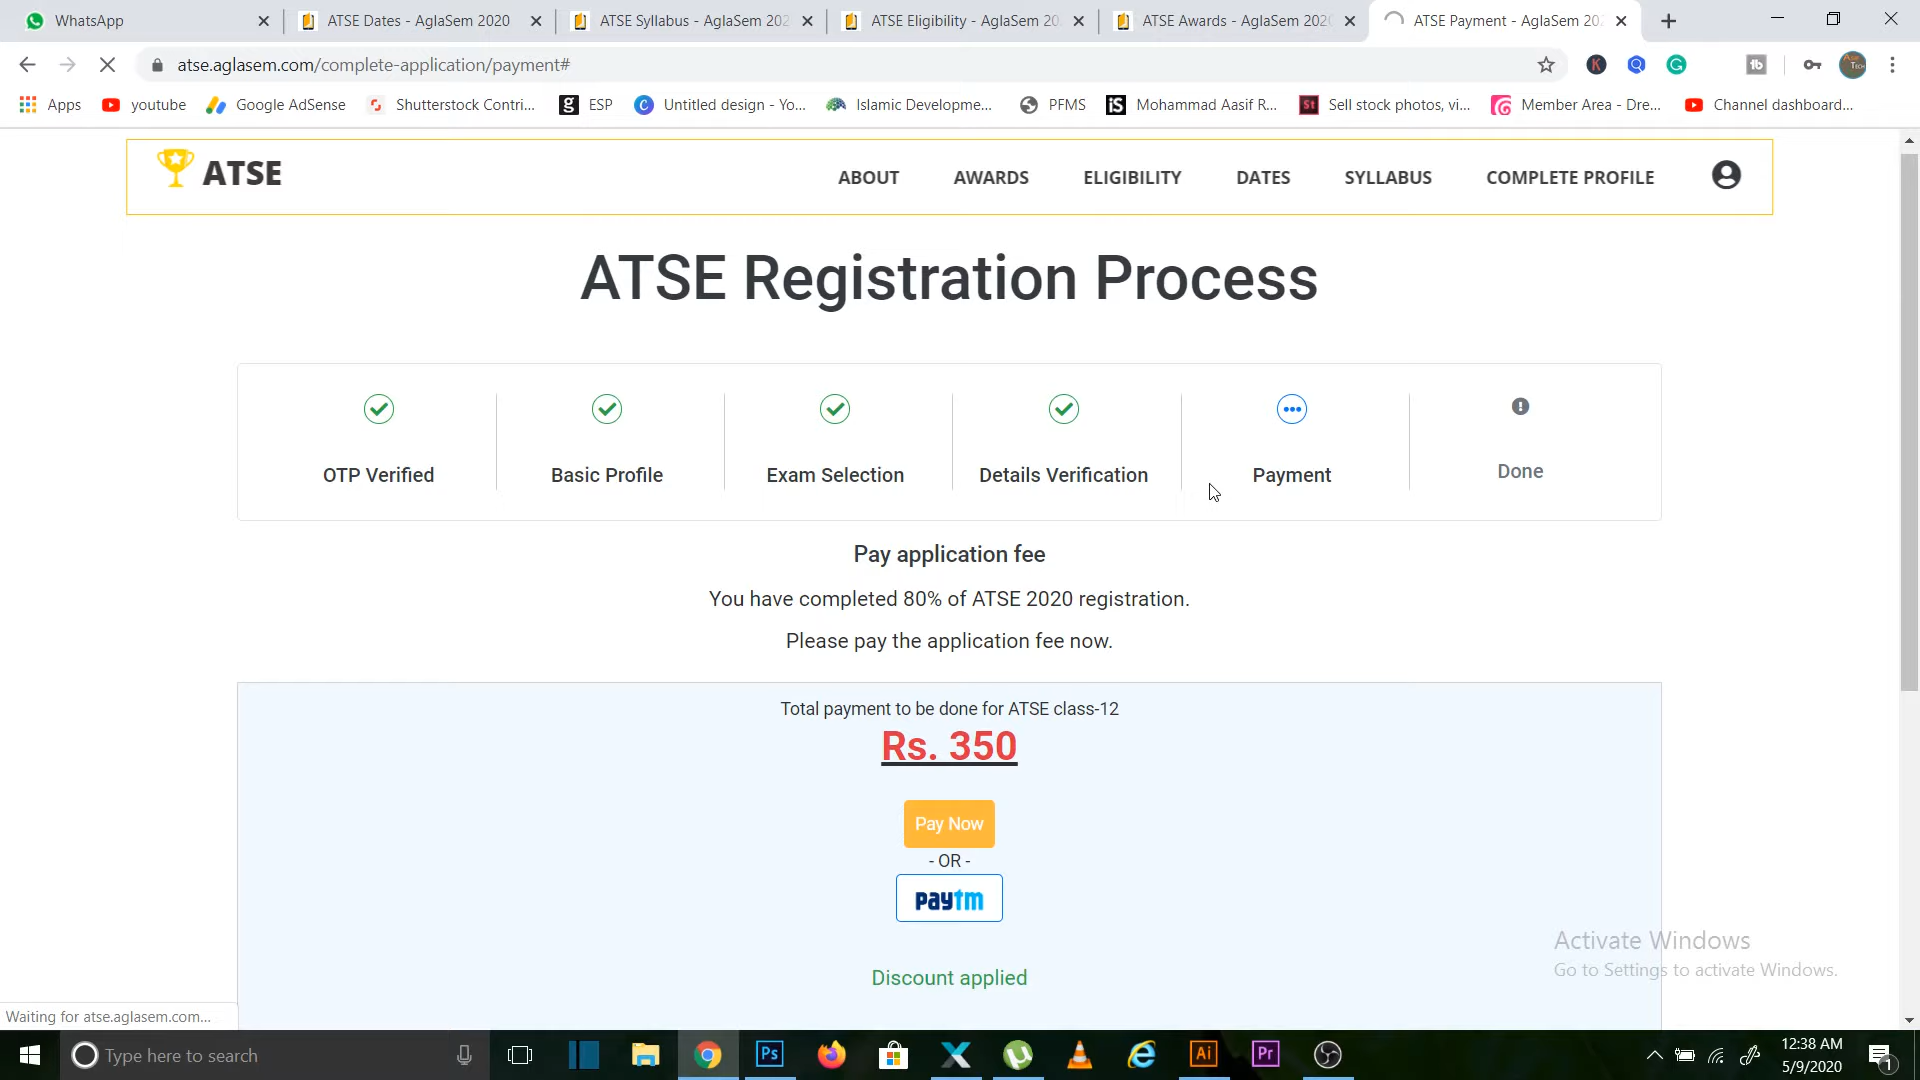 WhatsApp
ATSE Dates - AglaSem 2020
ATSE Syllabus - AglaSem 202
ATSE Eligibility - AglaSem 20
ATSE Awards - AglaSem 2020
ATSE Payment - AglaSem 20
atse.aglasem.com/complete-application/payment#
Apps
youtube
Google AdSense
Shutterstock Contri...
ESP
Untitled design - Yo...
Islamic Developme...
PFMS
Mohammad Aasif R...
Sell stock photos, vi...
Member Area - Dre...
Channel dashboard...
ATSE
ABOUT
AWARDS
ELIGIBILITY
DATES
SYLLABUS
COMPLETE PROFILE
ATSE Registration Process
OTP Verified
Basic Profile
Exam Selection
Details Verification
Payment
Done
Pay application fee
You have completed 80% of ATSE 2020 registration.
Please pay the application fee now.
Total payment to be done for ATSE class-12
Rs. 350
Pay Now
- OR -
paytm
Discount applied
Activate Windows
Go to Settings to activate Windows.
Waiting for atse.aglasem.com...
Type here to search
12:38 AM
5/9/2020